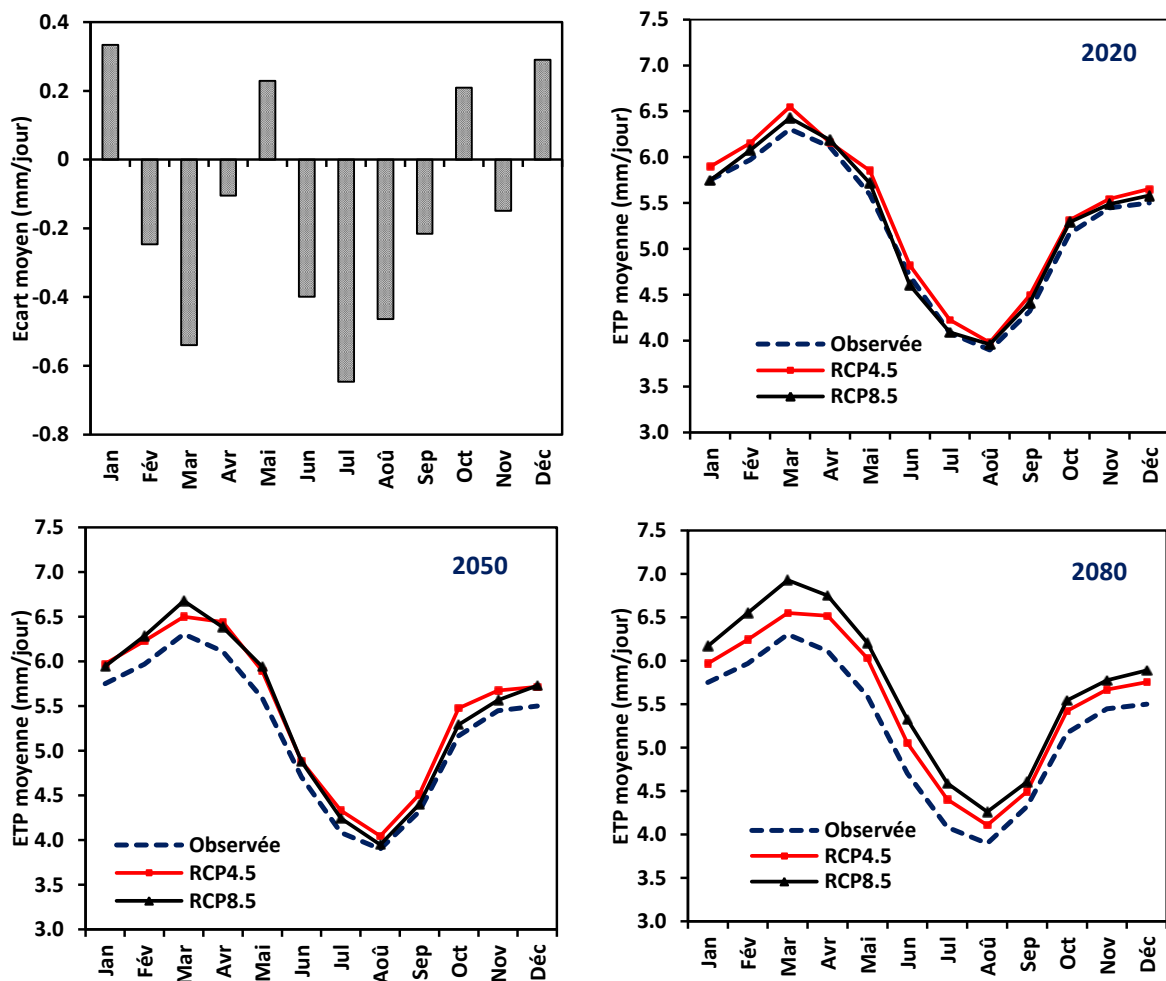 Ecart moyen (mm/jour)
0.4
0.2
0
-0.2
-0.4
-0.6
-0.8
Jan Fév Mar Avr Mai Jun Jul Aoû Sep Oct Nov Déc
2020
ETP moyenne (mm/jour)
7.5
7.0
6.5
6.0
5.5
5.0
4.5
4.0
3.5
3.0
Observée
RCP4.5
RCP8.5
Jan Fév Mar Avr Mai Jun Jul Aoû Sep Oct Nov Déc
2050
ETP moyenne (mm/jour)
7.5
7.0
6.5
6.0
5.5
5.0
4.5
4.0
3.5
3.0
Observée
RCP4.5
RCP8.5
Jan Fév Mar Avr Mai Jun Jul Aoû Sep Oct Nov Déc
2080
ETP moyenne (mm/jour)
7.5
7.0
6.5
6.0
5.5
5.0
4.5
4.0
3.5
3.0
Observée
RCP4.5
RCP8.5
Jan Fév Mar Avr Mai Jun Jul Aoû Sep Oct Nov Déc